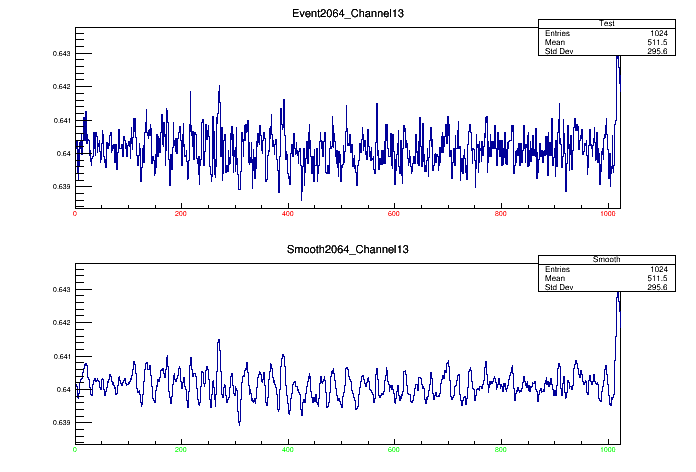 Event2064_Channel13
Test
Entries 1024
Mean 511.5
Std Dev 295.6
0.643
0.642
0.641
0.64
0.639
0 200 400 600 800 1000
Smooth2064_Channel13
Smooth
Entries 1024
Mean 511.5
Std Dev 295.6
0.643
0.642
0.641
0.64
0.639
0 200 400 600 800 1000